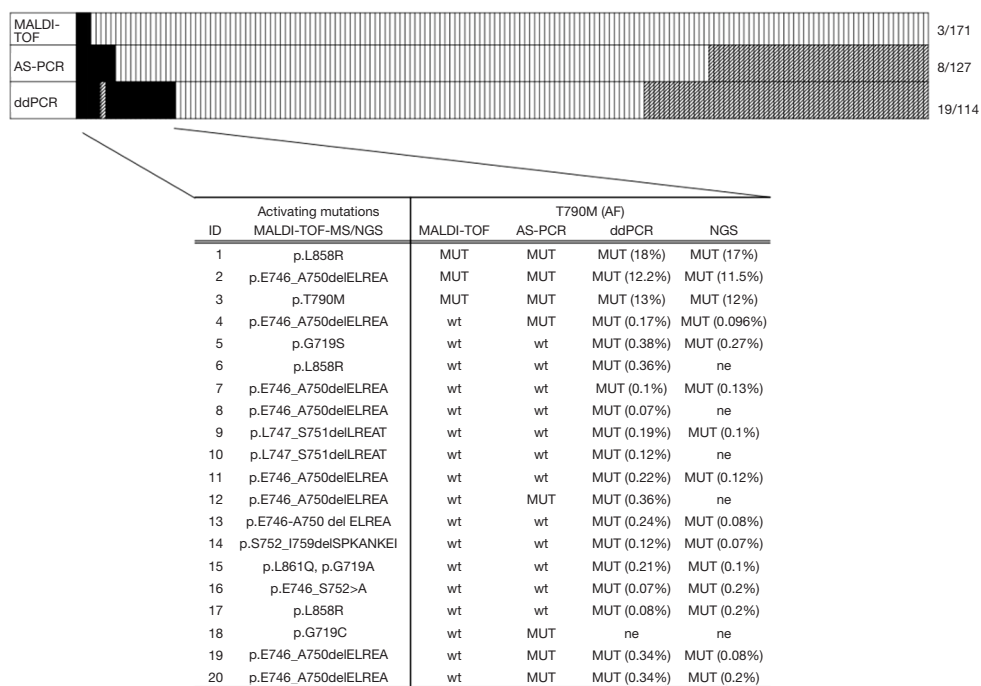 MALDI-
TOF
3/171
AS-PCR
8/127
ddPCR
19/114
Activating mutations T790M (AF)
ID MALDI-TOF-MS/NGS MALDI-TOF AS-PCR ddPCR NGS
1 p.L858R MUT MUT MUT (18%) MUT (17%)
2 p.E746_A750delELREA MUT MUT MUT (12.2%) MUT (11.5%)
3 p.T790M MUT MUT MUT (13%) MUT (12%)
4 p.E746_A750delELREA wt MUT MUT (0.17%) MUT (0.096%)
5 p.G719S wt wt MUT (0.38%) MUT (0.27%)
6 p.L858R wt wt MUT (0.36%) ne
7 p.E746_A750delELREA wt wt MUT (0.1%) MUT (0.13%)
8 p.E746_A750delELREA wt wt MUT (0.07%) ne
9 p.L747_S751delLREAT wt wt MUT (0.19%) MUT (0.1%)
10 p.L747_S751delLREAT wt wt MUT (0.12%) ne
11 p.E746_A750delELREA wt wt MUT (0.22%) MUT (0.12%)
12 p.E746_A750delELREA wt MUT MUT (0.36%) ne
13 p.E746-A750 del ELREA wt wt MUT (0.24%) MUT (0.08%)
14 p.S752_I759delSPKANKEI wt wt MUT (0.12%) MUT (0.07%)
15 p.L861Q, p.G719A wt wt MUT (0.21%) MUT (0.1%)
16 p.E746_S752>A wt wt MUT (0.07%) MUT (0.2%)
17 p.L858R wt wt MUT (0.08%) MUT (0.2%)
18 p.G719C wt MUT ne ne
19 p.E746_A750delELREA wt MUT MUT (0.34%) MUT (0.08%)
20 p.E746_A750delELREA wt MUT MUT (0.34%) MUT (0.2%)